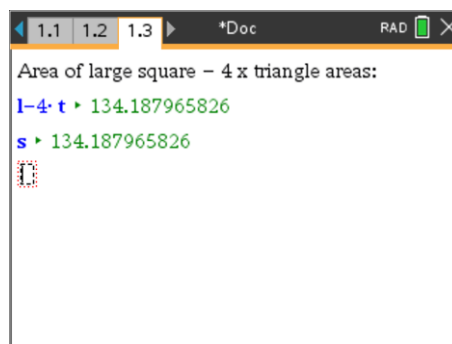 1.1 1.2 1.3 *Doc RAD
Area of large square – 4 x triangle areas:
l–4· t ▸ 134.187965826
s ▸ 134.187965826